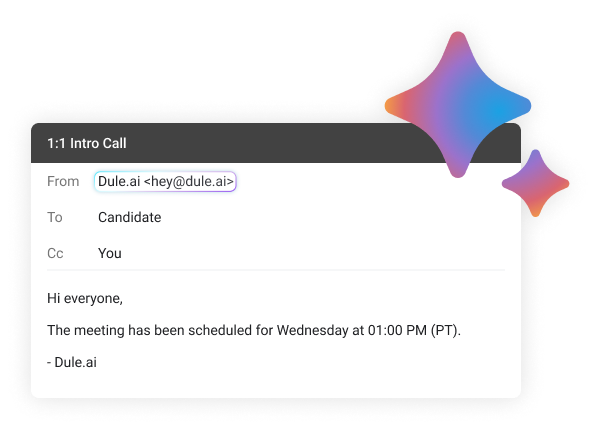 1:1 Intro Call
From Dule.ai <hey@dule.ai>
To Candidate
Cc You
Hi everyone,
The meeting has been scheduled for Wednesday at 01:00 PM (PT).
- Dule.ai